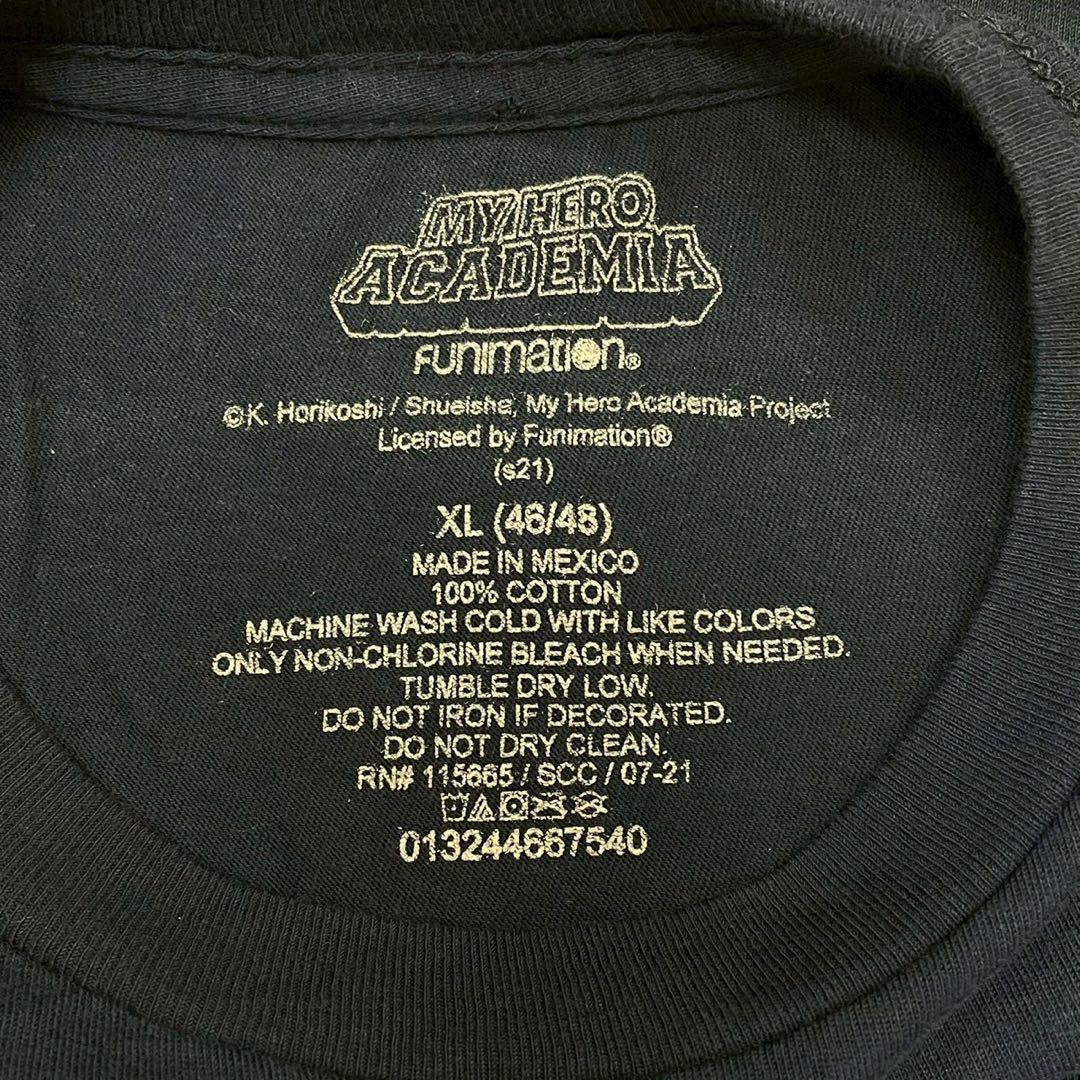 MY HERO
ACADEMIA
FUnimation®
©K. Horikoshi / Shueisha, My Hero Academia Project
Licensed by Funimation®
(s21)
XL (46/48)
MADE IN MEXICO
100% COTTON
MACHINE WASH COLD WITH LIKE COLORS
ONLY NON-CHLORINE BLEACH WHEN NEEDED.
TUMBLE DRY LOW.
DO NOT IRON IF DECORATED.
DO NOT DRY CLEAN.
RN# 115665 / SCC / 07-21
013244667540